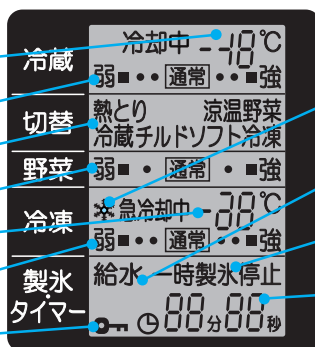 冷蔵
冷却中 -18℃
弱■・・通常・・■強
切替
熱とり 涼温野菜
冷蔵チルドソフト冷凍
野菜
弱■・通常・■強
冷凍
急冷却中 -38℃
弱■・・通常・・■強
製氷
タイマー
給水 一時製氷停止
88分88秒